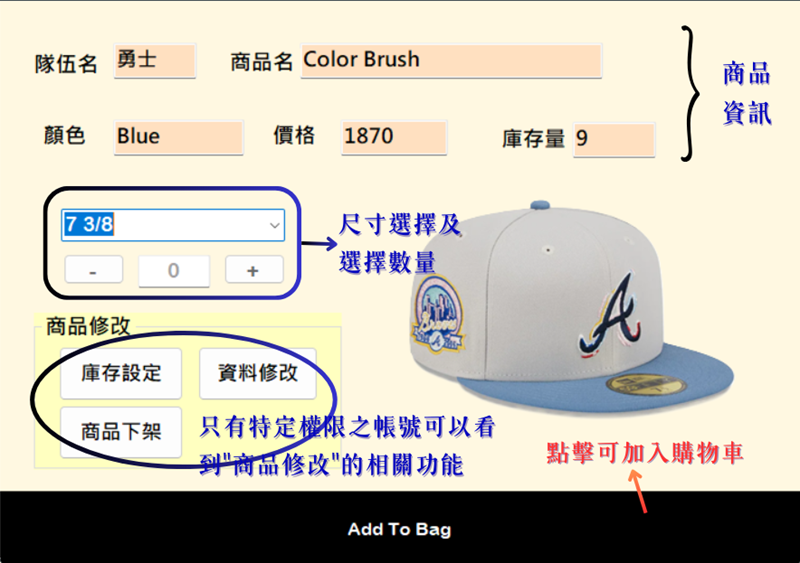 隊伍名 勇士 商品名 Color Brush
顏色 Blue 價格 1870 庫存量 9
商品
資訊
7 3/8
- 0 +
尺寸選擇及
選擇數量
商品修改
庫存設定 資料修改
商品下架
只有特定權限之帳號可以看
到"商品修改"的相關功能
A
點擊可加入購物車
Add To Bag